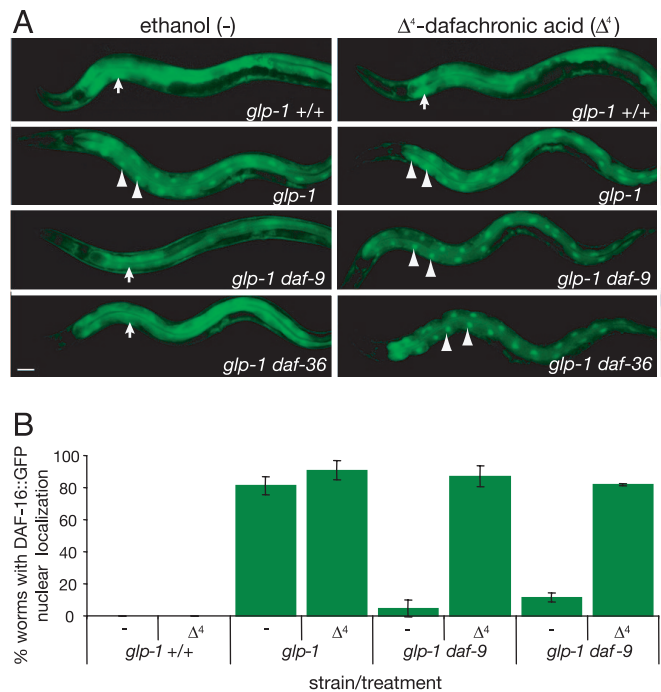 A
ethanol (-)
Δ⁴-dafachronic acid (Δ⁴)
glp-1 +/+
glp-1 +/+
glp-1
glp-1
glp-1 daf-9
glp-1 daf-9
glp-1 daf-36
glp-1 daf-36
B
% worms with DAF-16::GFP
nuclear localization
100
80
60
40
20
0
- Δ⁴ - Δ⁴ - Δ⁴ - Δ⁴
glp-1 +/+ glp-1 glp-1 daf-9 glp-1 daf-9
strain/treatment